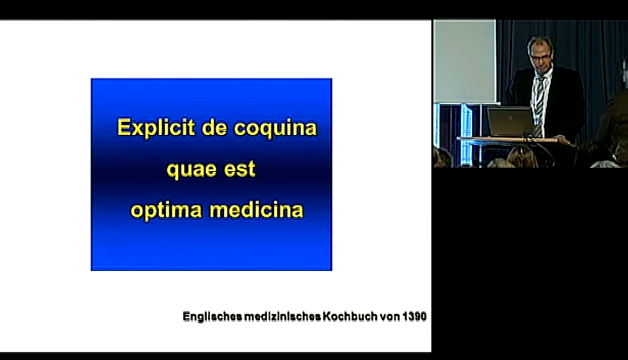 Explicit de coquina
quae est
optima medicina
Englisches medizinisches Kochbuch von 1390